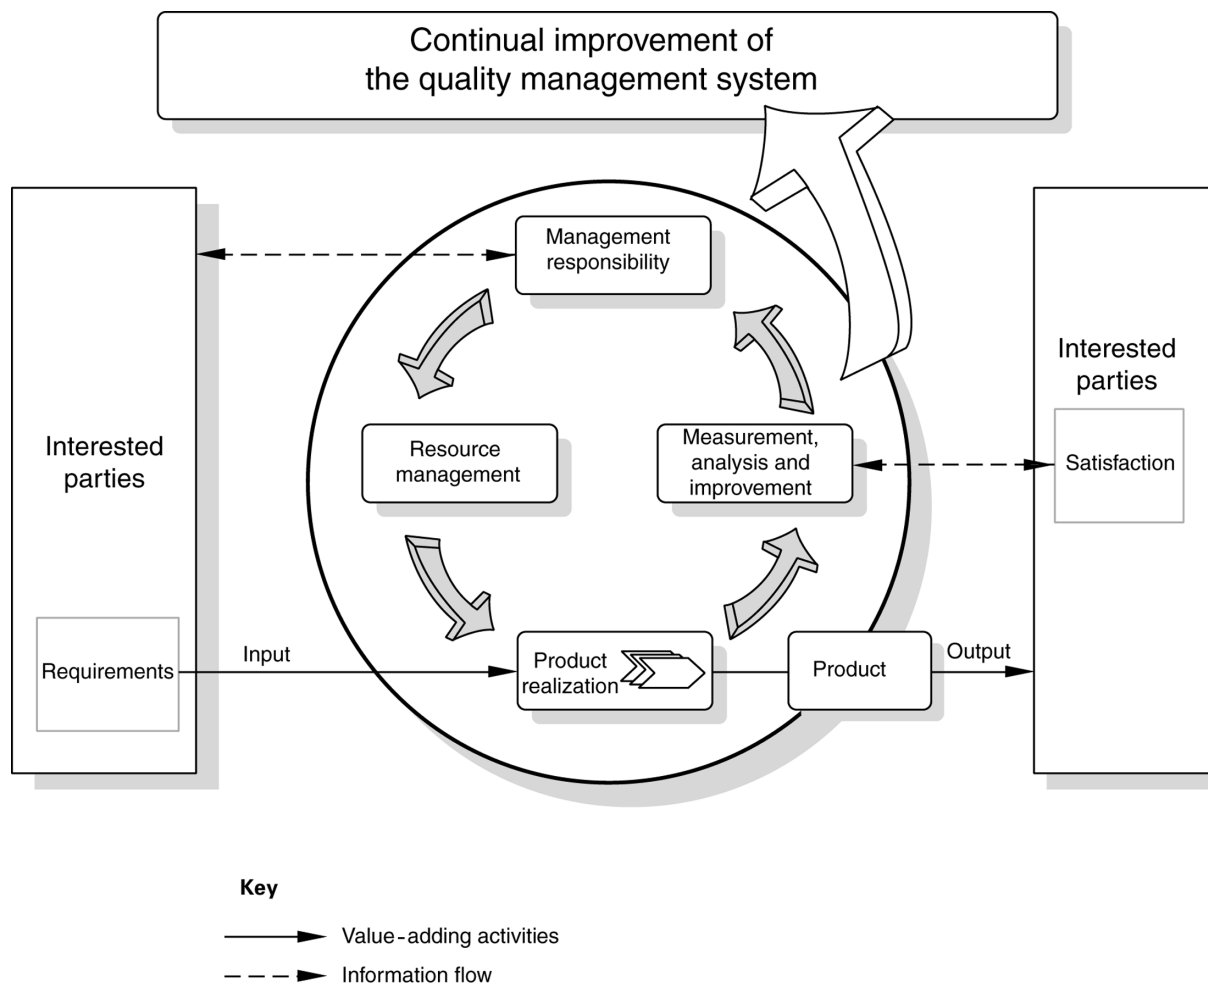 Continual improvement of
the quality management system
Management
responsibility
Interested
parties
Interested
parties
Resource
management
Measurement,
analysis and
improvement
Satisfaction
Requirements
Input
Product
realization
Product
Output
Key
Value-adding activities
Information flow